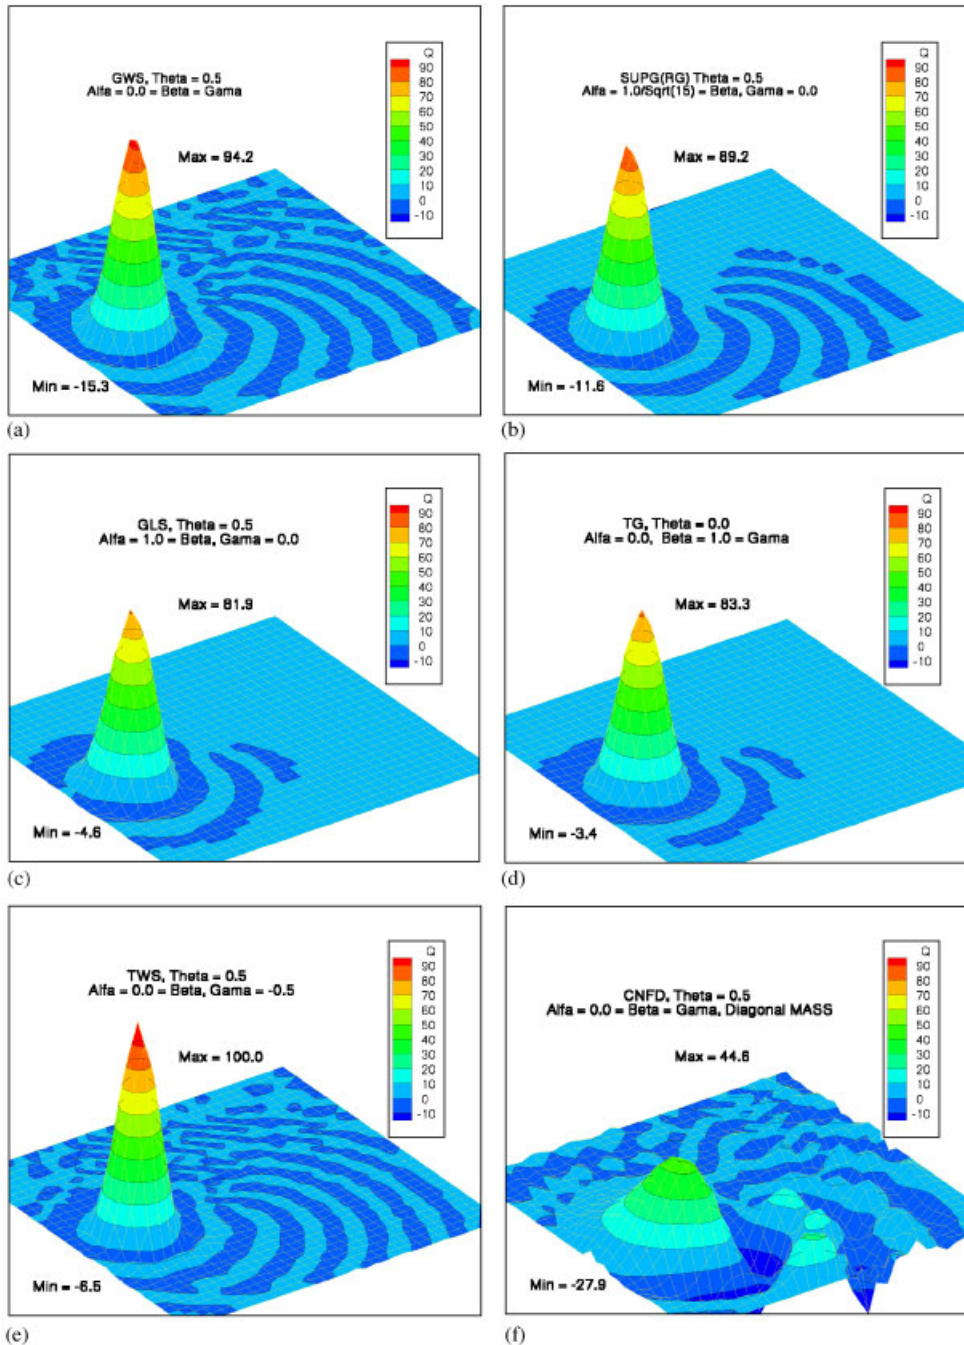 GWS, Theta = 0.5
Alfa = 0.0 = Beta = Gama
Max = 94.2
Min = -15.3
Q
90
80
70
60
50
40
30
20
10
0
-10
(a)
SUPG(RG) Theta = 0.5
Alfa = 1.0/Sqrt(15) = Beta, Gama = 0.0
Max = 89.2
Min = -11.6
Q
90
80
70
60
50
40
30
20
10
0
-10
(b)
GLS, Theta = 0.5
Alfa = 1.0 = Beta, Gama = 0.0
Max = 81.9
Min = -4.6
Q
90
80
70
60
50
40
30
20
10
0
-10
(c)
TG, Theta = 0.0
Alfa = 0.0, Beta = 1.0 = Gama
Max = 83.3
Min = -3.4
Q
90
80
70
60
50
40
30
20
10
0
-10
(d)
TWS, Theta = 0.5
Alfa = 0.0 = Beta, Gama = -0.5
Max = 100.0
Min = -6.5
Q
90
80
70
60
50
40
30
20
10
0
-10
(e)
CNFD, Theta = 0.5
Alfa = 0.0 = Beta = Gama, Diagonal MASS
Max = 44.6
Min = -27.9
Q
90
80
70
60
50
40
30
20
10
0
-10
(f)